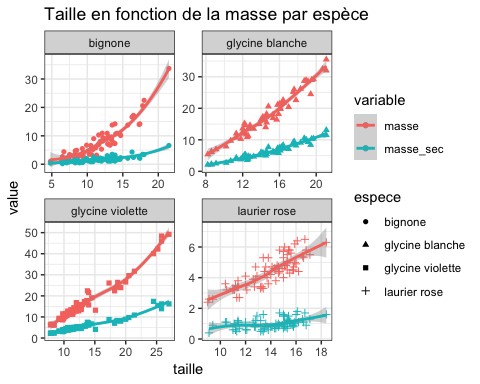 Taille en fonction de la masse par espèce
bignone
glycine blanche
0 10 20 30
5 10 15 20
0 10 20 30
8 12 16 20
glycine violette
laurier rose
0 10 20 30 40 50
10 15 20 25
0 2 4 6
10 12 14 16 18
value
taille
variable
masse
masse_sec
espece
bignone
glycine blanche
glycine violette
laurier rose